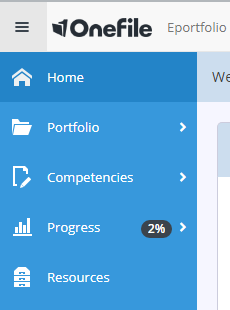 Onefile Eportfolio
Home
We
Portfolio
Competencies
Progress 2%
Resources